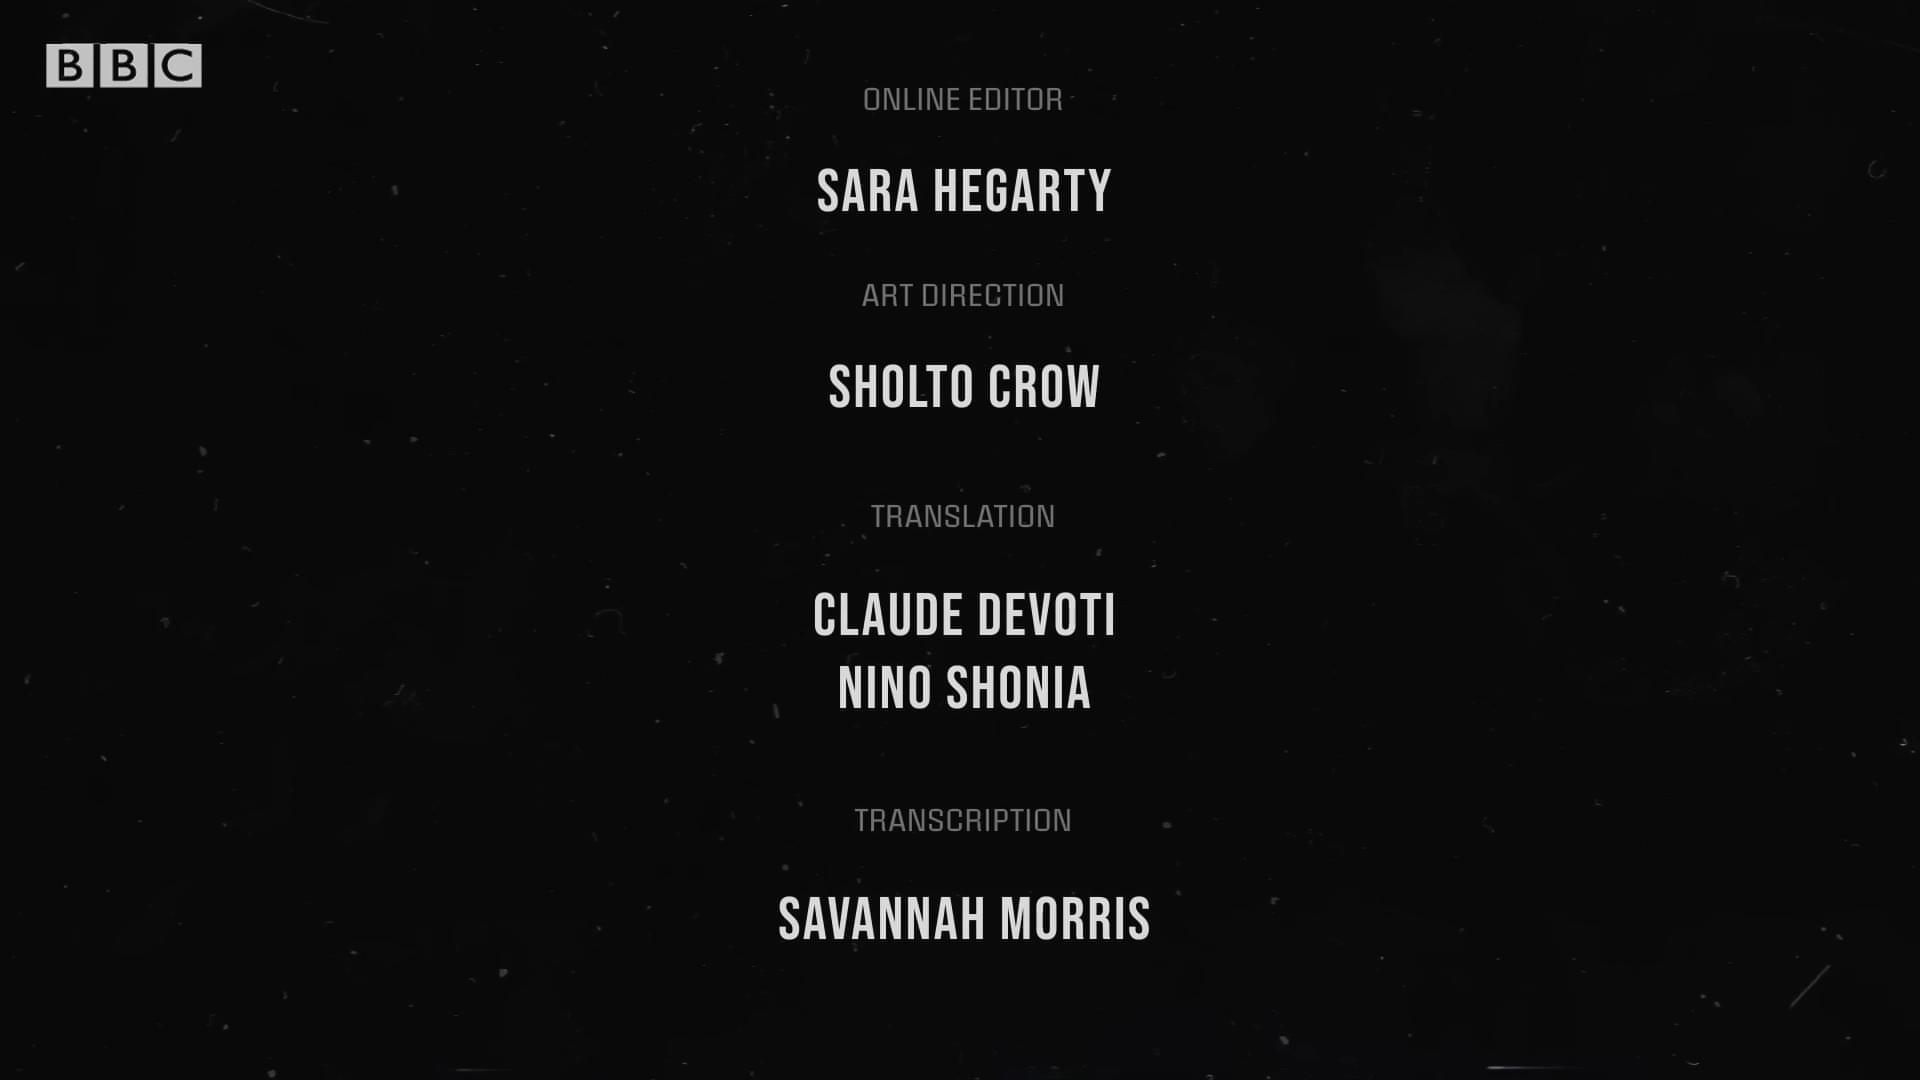 BBC
ONLINE EDITOR
SARA HEGARTY
ART DIRECTION
SHOLTO CROW
TRANSLATION
CLAUDE DEVOTI
NINO SHONIA
TRANSCRIPTION
SAVANNAH MORRIS